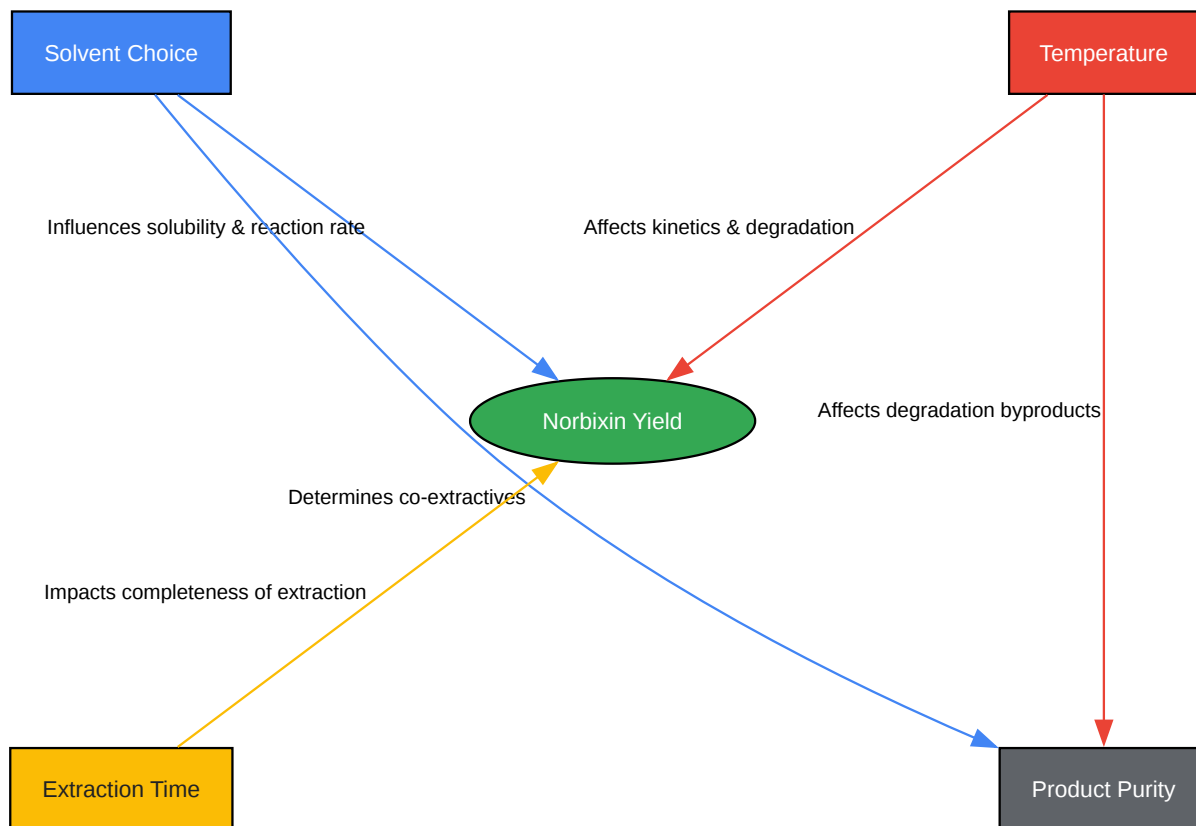 Solvent Choice
Temperature
Influences solubility & reaction rate
Affects kinetics & degradation
Affects degradation byproducts
Norbixin Yield
Determines co-extractives
Impacts completeness of extraction
Extraction Time
Product Purity